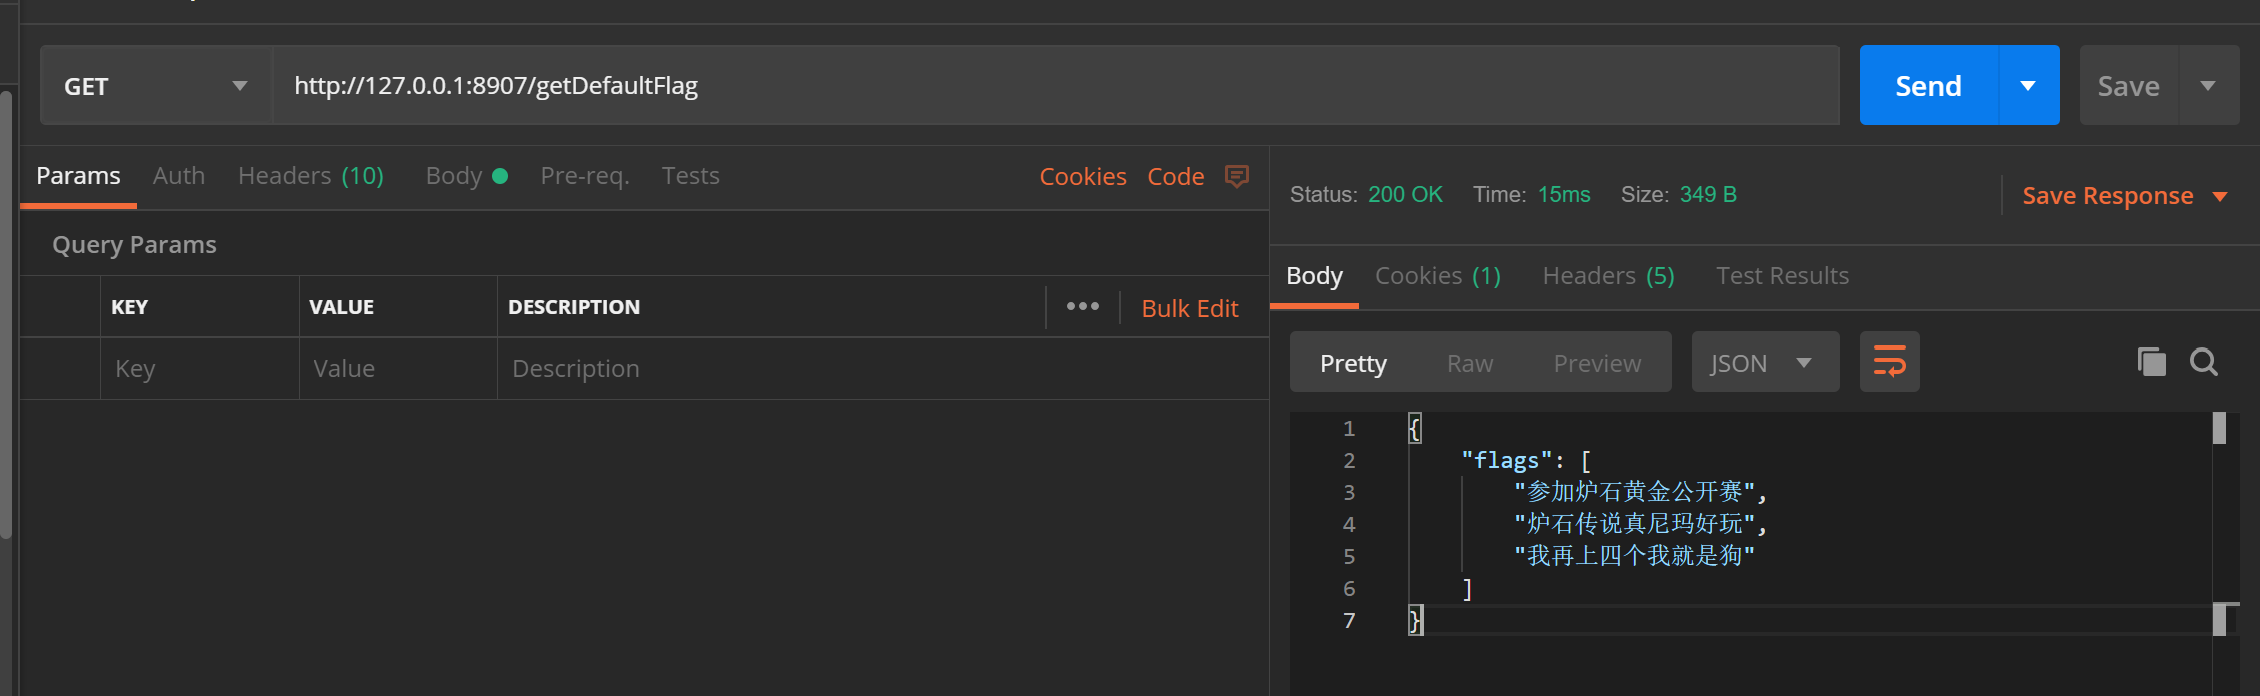 GET
http://127.0.0.1:8907/getDefaultFlag
Send
Save
Params Auth Headers (10) Body Pre-req. Tests Cookies Code
Query Params
KEY VALUE DESCRIPTION ••• Bulk Edit
Key Value Description
Status: 200 OK Time: 15ms Size: 349 B Save Response
Body Cookies (1) Headers (5) Test Results
Pretty Raw Preview JSON
1 {
2 "flags": [
3 "参加炉石黄金公开赛",
4 "炉石传说真尼玛好玩",
5 "我再上四个我就是狗"
6 ]
7 }